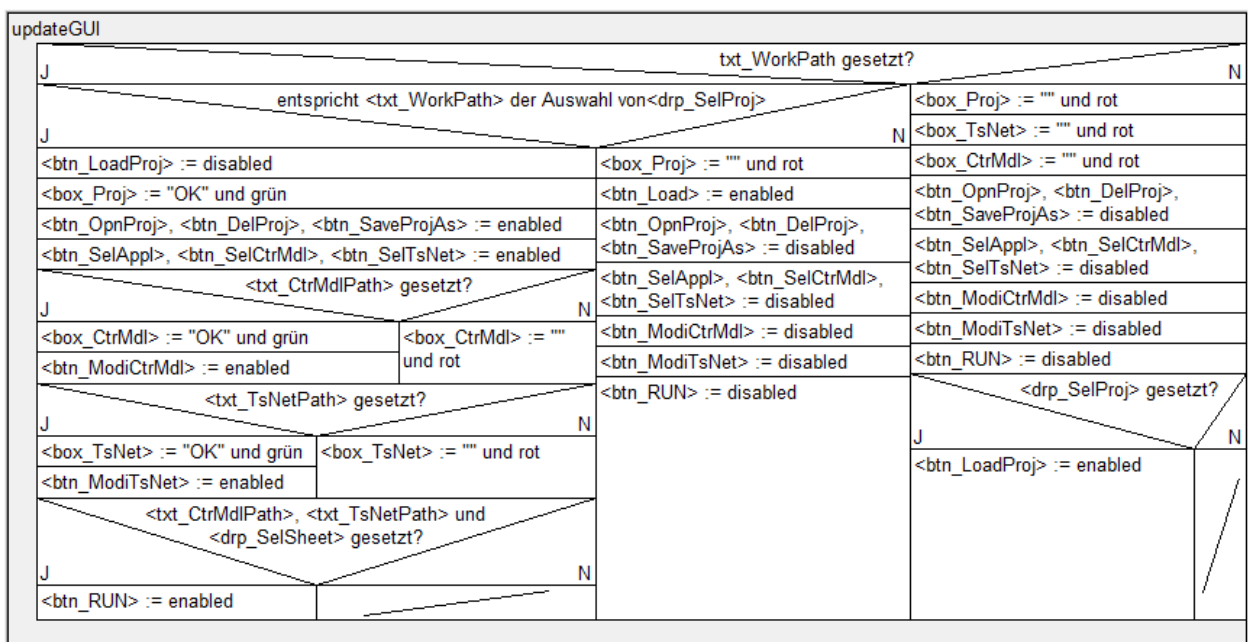 updateGUI
txt_WorkPath gesetzt?
J
N
entspricht <txt_WorkPath> der Auswahl von<drp_SelProj>
J
N
<btn_LoadProj> := disabled
<box_Proj> := "OK" und grün
<btn_OpnProj>, <btn_DelProj>, <btn_SaveProjAs> := enabled
<btn_SelAppl>, <btn_SelCtrMdl>, <btn_SelTsNet> := enabled
<txt_CtrMdlPath> gesetzt?
J
N
<box_CtrMdl> := "OK" und grün
<btn_ModiCtrMdl> := enabled
<box_CtrMdl> := ""
und rot
<txt_TsNetPath> gesetzt?
J
N
<box_TsNet> := "OK" und grün
<btn_ModiTsNet> := enabled
<box_TsNet> := "" und rot
<txt_CtrMdlPath>, <txt_TsNetPath> und
<drp_SelSheet> gesetzt?
J
N
<btn_RUN> := enabled
<box_Proj> := "" und rot
<btn_Load> := enabled
<btn_OpnProj>, <btn_DelProj>,
<btn_SaveProjAs> := disabled
<btn_SelAppl>, <btn_SelCtrMdl>,
<btn_SelTsNet> := disabled
<btn_ModiCtrMdl> := disabled
<btn_ModiTsNet> := disabled
<btn_RUN> := disabled
<box_Proj> := "" und rot
<box_TsNet> := "" und rot
<box_CtrMdl> := "" und rot
<btn_OpnProj>, <btn_DelProj>,
<btn_SaveProjAs> := disabled
<btn_SelAppl>, <btn_SelCtrMdl>,
<btn_SelTsNet> := disabled
<btn_ModiCtrMdl> := disabled
<btn_ModiTsNet> := disabled
<btn_RUN> := disabled
<drp_SelProj> gesetzt?
J
N
<btn_LoadProj> := enabled